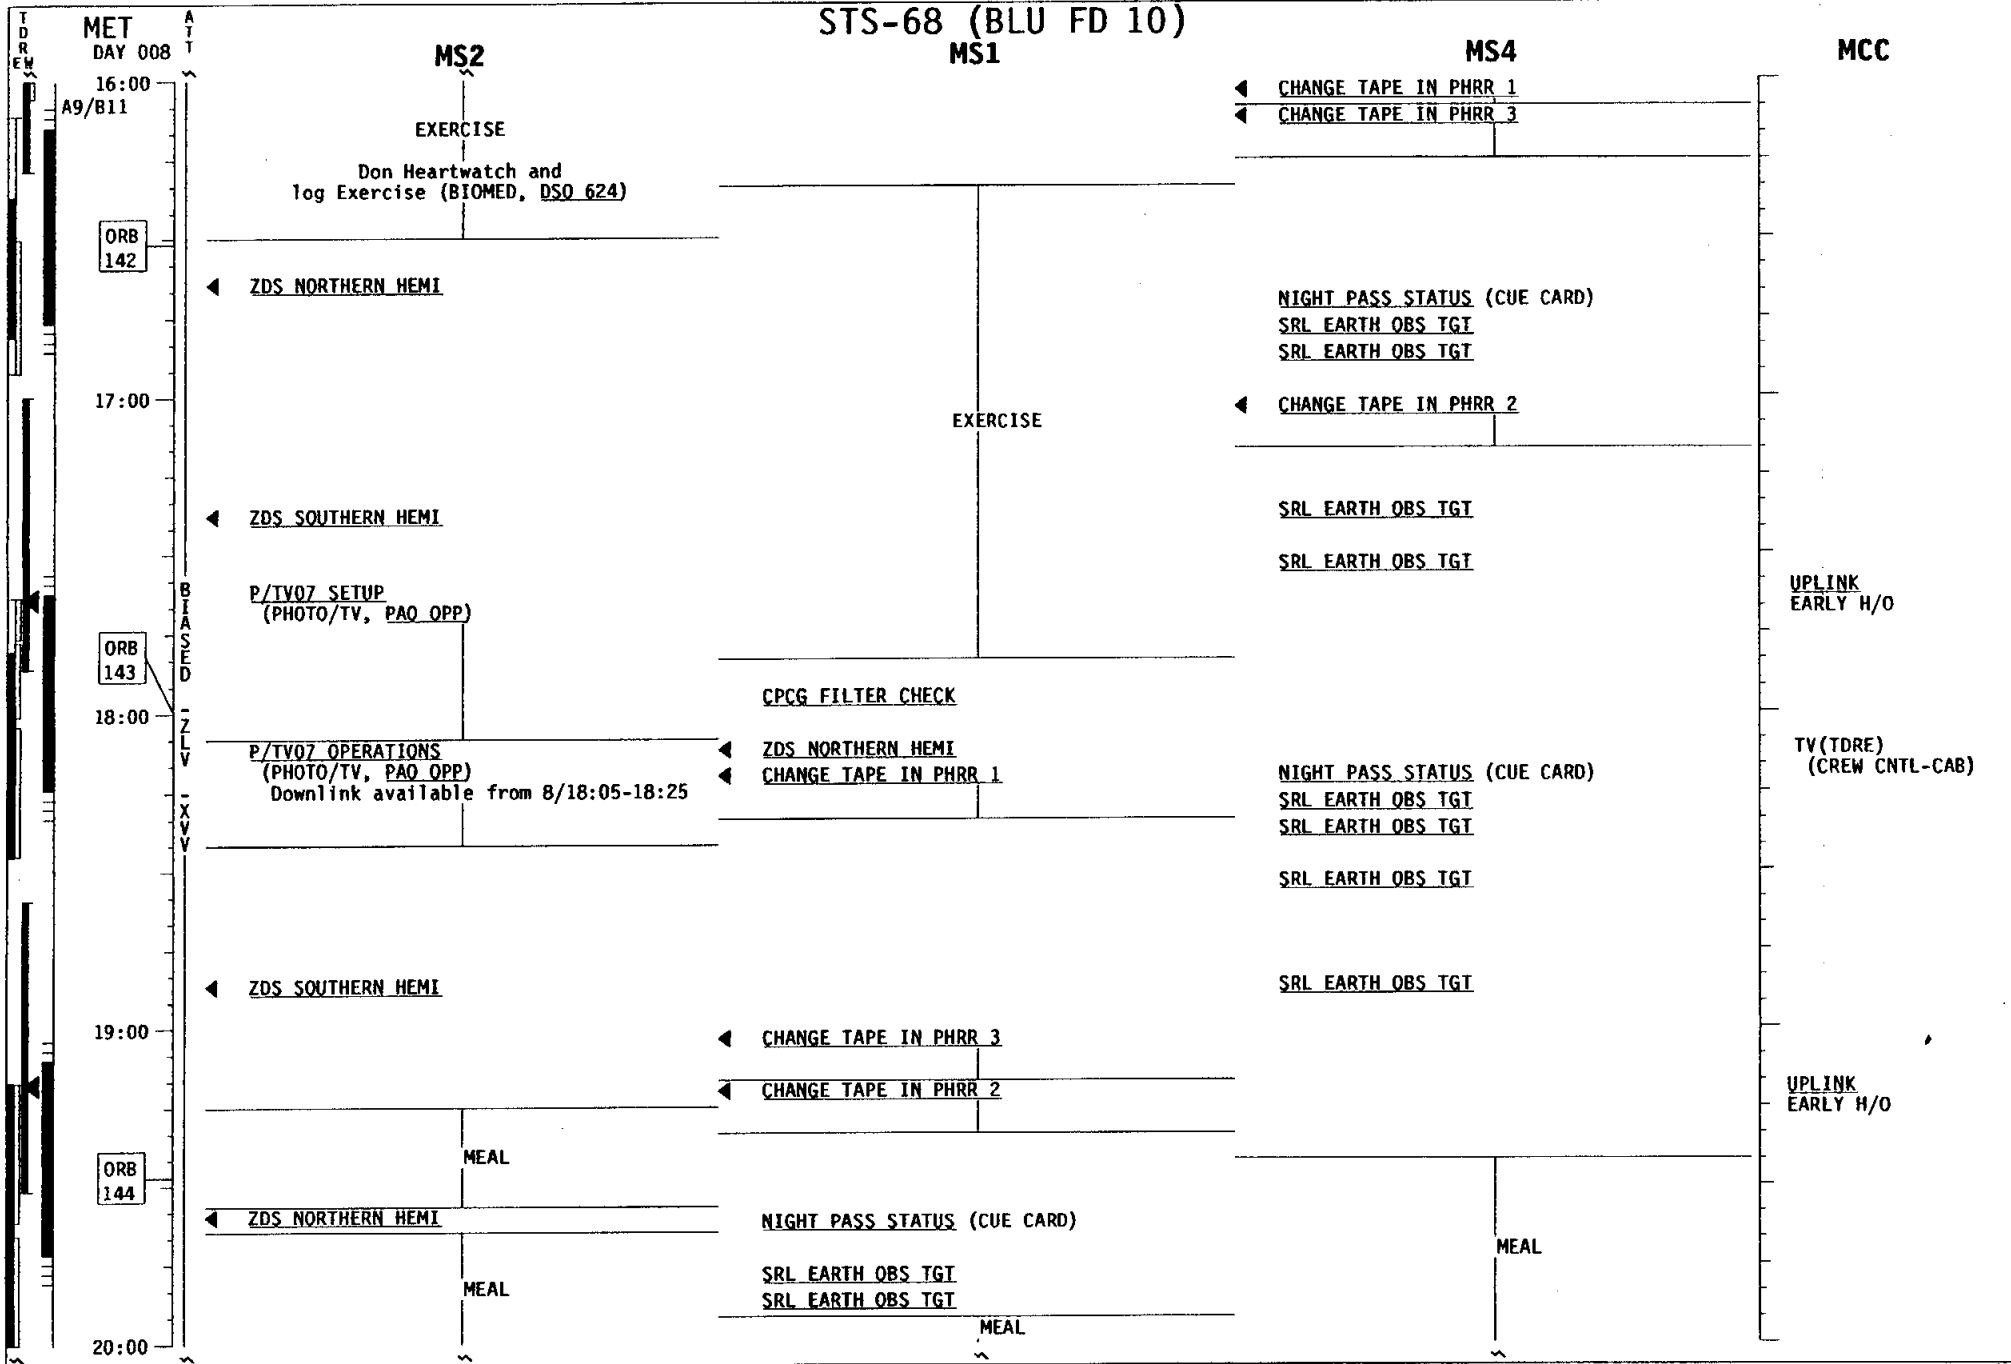 STS-68 (BLU FD 10)
TDRE W
MET
DAY 008
ATT
MS2
MS1
MS4
MCC
16:00
A9/B11
ORB
142
17:00
ORB
143
18:00
19:00
ORB
144
20:00
BIASED -ZLV -XVV
EXERCISE
Don Heartwatch and
log Exercise (BIOMED, DSO 624)
ZDS NORTHERN HEMI
ZDS SOUTHERN HEMI
P/TV07 SETUP
(PHOTO/TV, PAO OPP)
P/TV07 OPERATIONS
(PHOTO/TV, PAO OPP)
Downlink available from 8/18:05-18:25
ZDS SOUTHERN HEMI
MEAL
ZDS NORTHERN HEMI
MEAL
EXERCISE
CPCG FILTER CHECK
ZDS NORTHERN HEMI
CHANGE TAPE IN PHRR 1
CHANGE TAPE IN PHRR 3
CHANGE TAPE IN PHRR 2
NIGHT PASS STATUS (CUE CARD)
SRL EARTH OBS TGT
SRL EARTH OBS TGT
MEAL
CHANGE TAPE IN PHRR 1
CHANGE TAPE IN PHRR 3
NIGHT PASS STATUS (CUE CARD)
SRL EARTH OBS TGT
SRL EARTH OBS TGT
CHANGE TAPE IN PHRR 2
SRL EARTH OBS TGT
SRL EARTH OBS TGT
NIGHT PASS STATUS (CUE CARD)
SRL EARTH OBS TGT
SRL EARTH OBS TGT
SRL EARTH OBS TGT
SRL EARTH OBS TGT
MEAL
UPLINK
EARLY H/O
TV(TDRE)
(CREW CNTL-CAB)
UPLINK
EARLY H/O